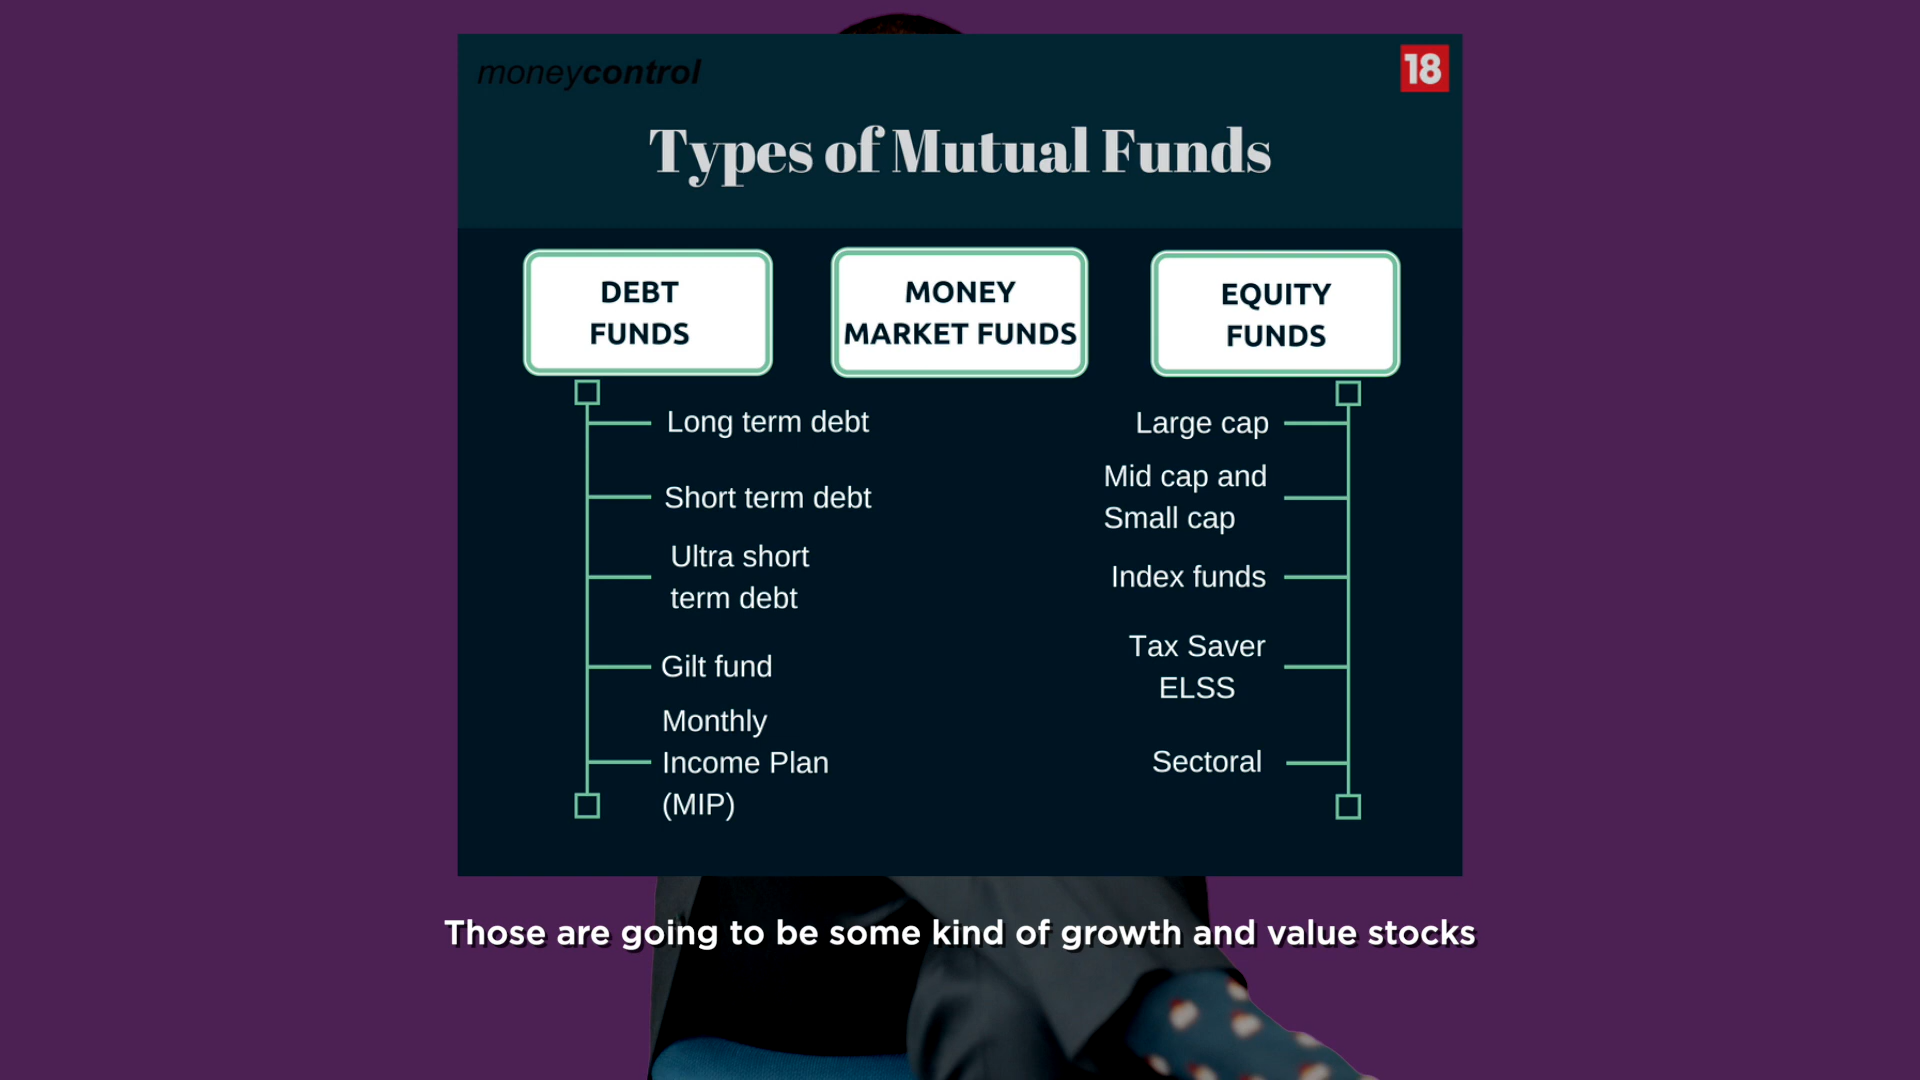 moneycontrol
18
Types of Mutual Funds
DEBT
FUNDS
Long term debt
Short term debt
Ultra short
term debt
Gilt fund
Monthly
Income Plan
(MIP)
MONEY
MARKET FUNDS
EQUITY
FUNDS
Large cap
Mid cap and
Small cap
Index funds
Tax Saver
ELSS
Sectoral
Those are going to be some kind of growth and value stocks